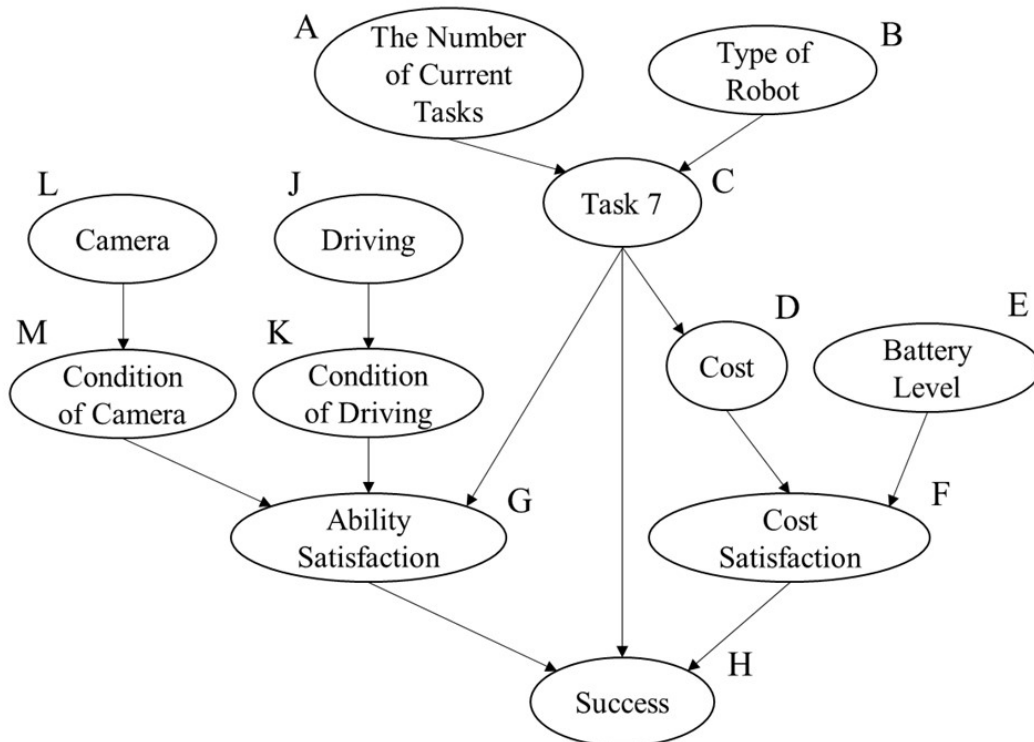 A
The Number
of Current
Tasks
Type of
Robot
B
Task 7
C
L
Camera
J
Driving
M
Condition
of Camera
K
Condition
of Driving
D
Cost
E
Battery
Level
Ability
Satisfaction
G
Cost
Satisfaction
F
Success
H